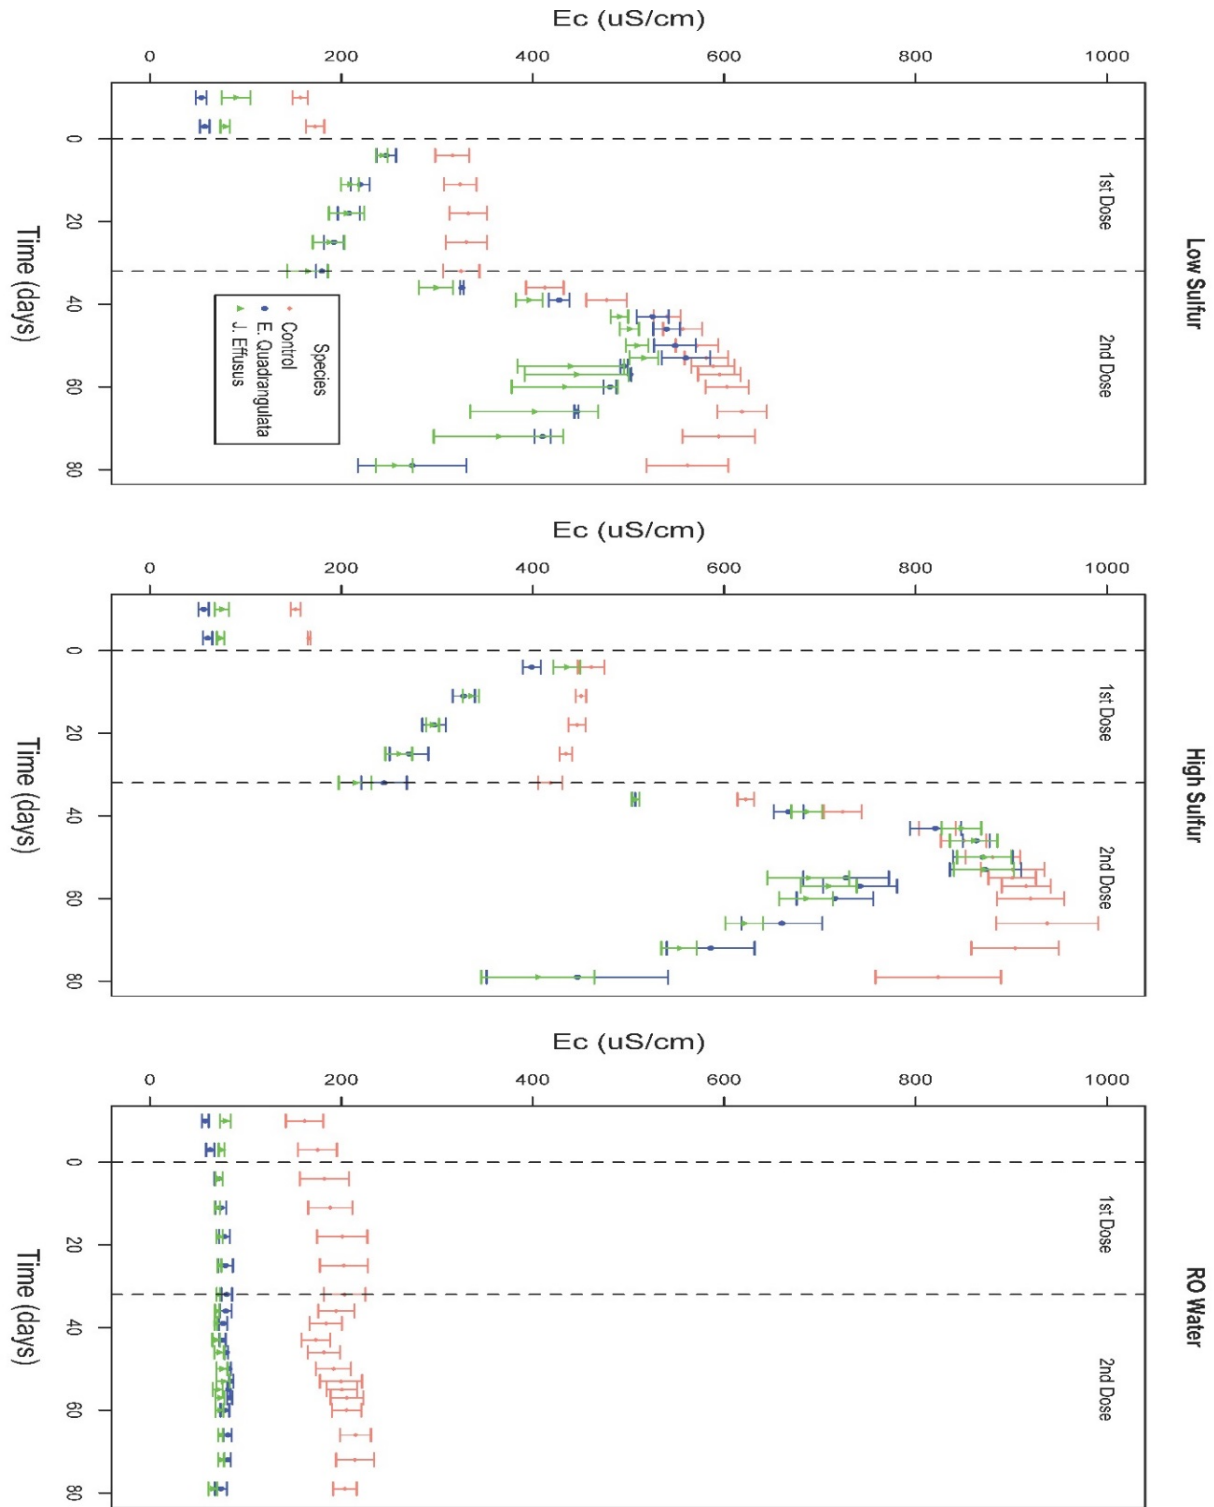 Low Sulfur
Ec (uS/cm)
0
200
400
600
800
1000
1st Dose
2nd Dose
0
20
40
60
80
Time (days)
Species
Control
E. Quadrangulata
J. Effusus
High Sulfur
Ec (uS/cm)
0
200
400
600
800
1000
1st Dose
2nd Dose
0
20
40
60
80
Time (days)
RO Water
Ec (uS/cm)
0
200
400
600
800
1000
1st Dose
2nd Dose
0
20
40
60
80
Time (days)